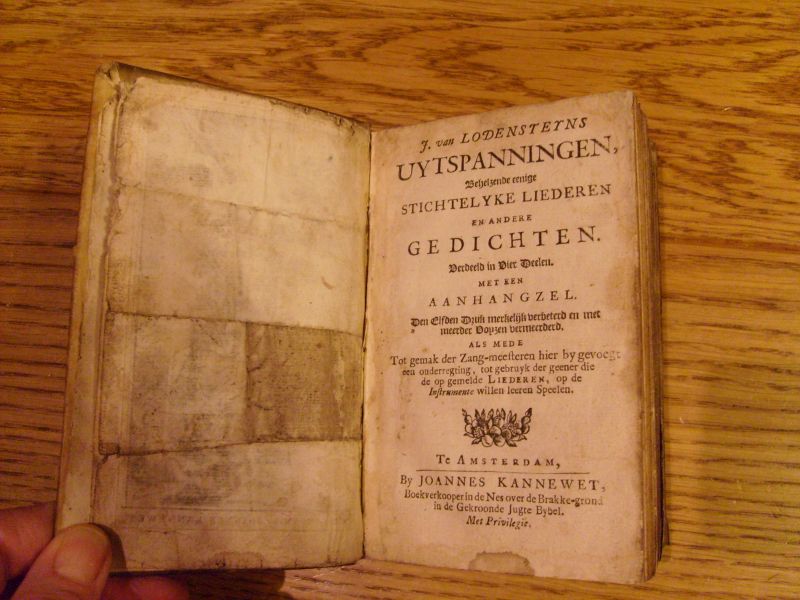 J. van LODENSTEYNS
UYTSPANNINGEN,
Behelzende eenige
STICHTELYKE LIEDEREN
EN ANDERE
GEDICHTEN.
Verdeeld in Vier Deelen.
MET EEN
AANHANGZEL.
Den Elfden Druk merkelijk verbeterd en met
meerder Voyzen vermeerderd.
ALS MEDE
Tot gemak der Zang-meesteren hier by gevoegt
een onderregting, tot gebruyk der geener die
de op gemelde LIEDEREN, op de
Instrumente willen leeren Speelen.
Te AMSTERDAM,
By JOANNES KANNEWET,
Boekverkooper in de Nes over de Brakke-grond
in de Gekroonde Jugte Bybel.
Met Privilegie.